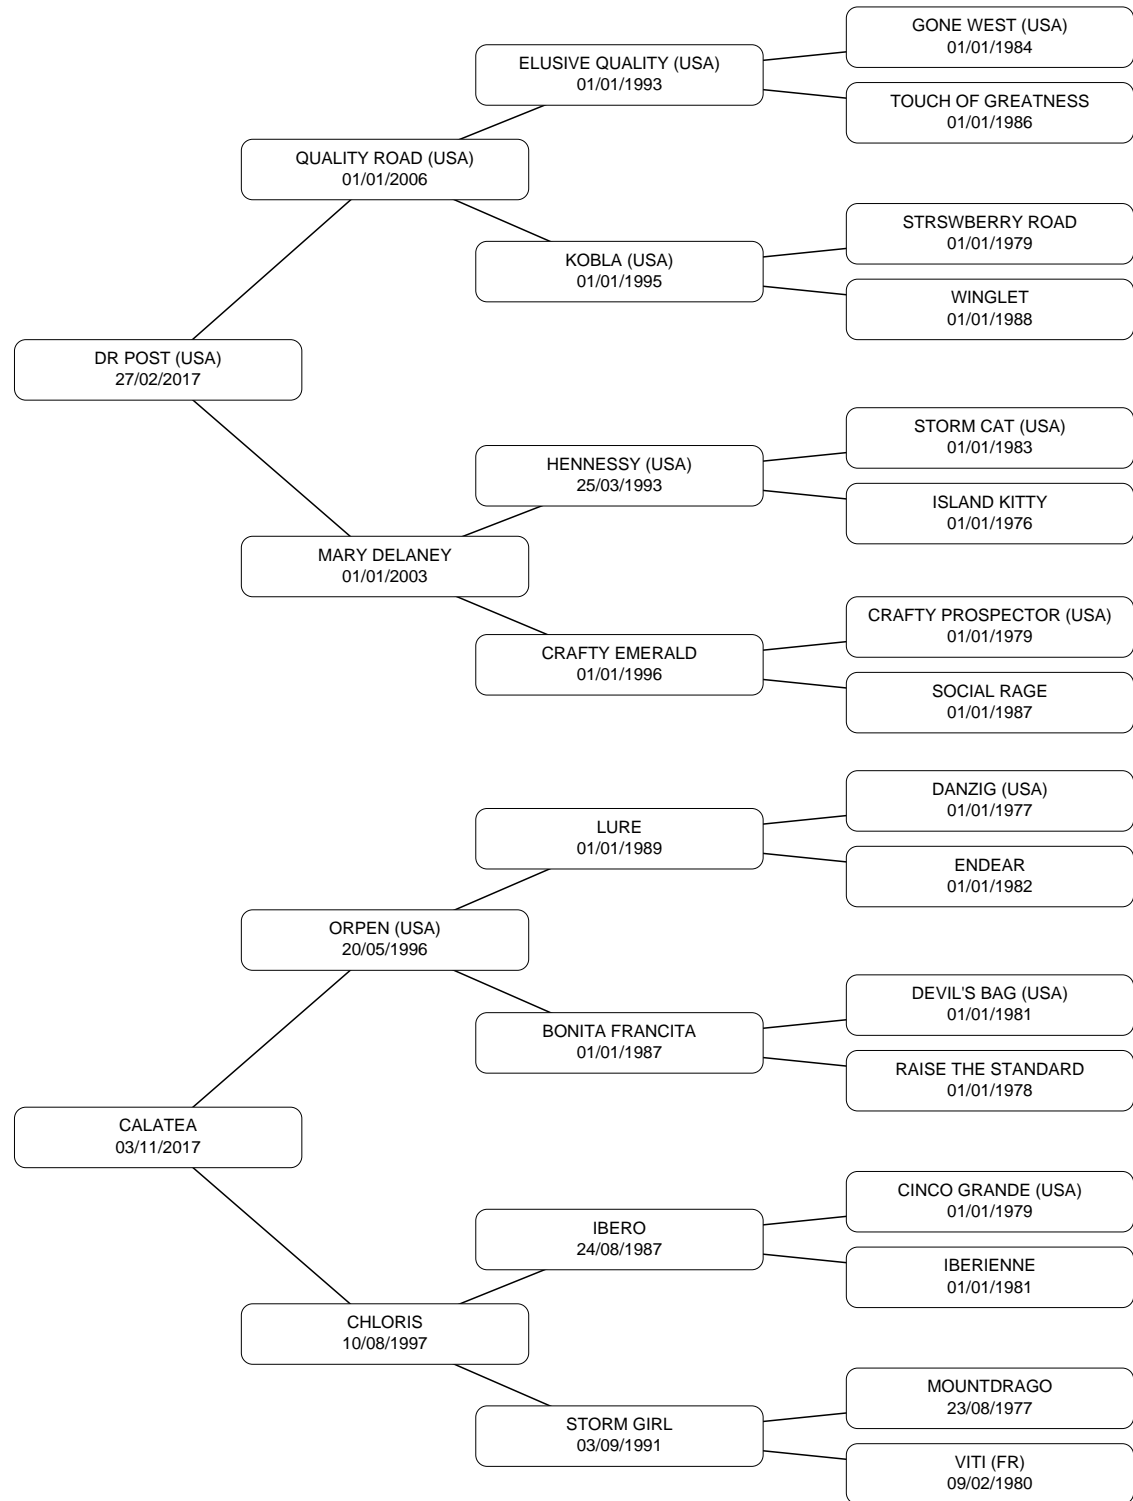 GONE WEST (USA)
01/01/1984
ELUSIVE QUALITY (USA)
01/01/1993
TOUCH OF GREATNESS
01/01/1986
QUALITY ROAD (USA)
01/01/2006
STRSWBERRY ROAD
01/01/1979
KOBLA (USA)
01/01/1995
WINGLET
01/01/1988
DR POST (USA)
27/02/2017
STORM CAT (USA)
01/01/1983
HENNESSY (USA)
25/03/1993
ISLAND KITTY
01/01/1976
MARY DELANEY
01/01/2003
CRAFTY PROSPECTOR (USA)
01/01/1979
CRAFTY EMERALD
01/01/1996
SOCIAL RAGE
01/01/1987
DANZIG (USA)
01/01/1977
LURE
01/01/1989
ENDEAR
01/01/1982
ORPEN (USA)
20/05/1996
DEVIL'S BAG (USA)
01/01/1981
BONITA FRANCITA
01/01/1987
RAISE THE STANDARD
01/01/1978
CALATEA
03/11/2017
CINCO GRANDE (USA)
01/01/1979
IBERO
24/08/1987
IBERIENNE
01/01/1981
CHLORIS
10/08/1997
MOUNTDRAGO
23/08/1977
STORM GIRL
03/09/1991
VITI (FR)
09/02/1980